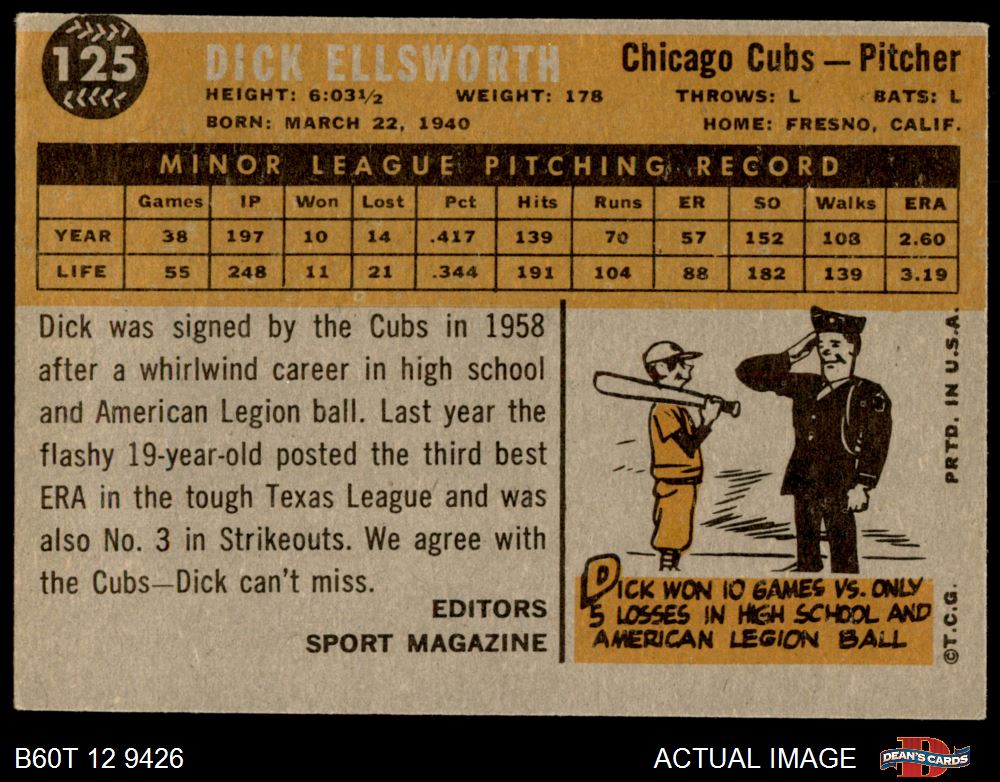 125
DICK ELLSWORTH
Chicago Cubs — Pitcher
HEIGHT: 6:03½ WEIGHT: 178 THROWS: L BATS: L
BORN: MARCH 22, 1940 HOME: FRESNO, CALIF.
MINOR LEAGUE PITCHING RECORD
Games IP Won Lost Pct Hits Runs ER SO Walks ERA
YEAR 38 197 10 14 .417 139 70 57 152 108 2.60
LIFE 55 248 11 21 .344 191 104 88 182 139 3.19
Dick was signed by the Cubs in 1958
after a whirlwind career in high school
and American Legion ball. Last year the
flashy 19-year-old posted the third best
ERA in the tough Texas League and was
also No. 3 in Strikeouts. We agree with
the Cubs—Dick can't miss.
EDITORS
SPORT MAGAZINE
DICK WON 10 GAMES VS. ONLY
5 LOSSES IN HIGH SCHOOL AND
AMERICAN LEGION BALL
©T.C.G. PRTD. IN U.S.A.
B60T 12 9426
ACTUAL IMAGE
DEAN'S CARDS